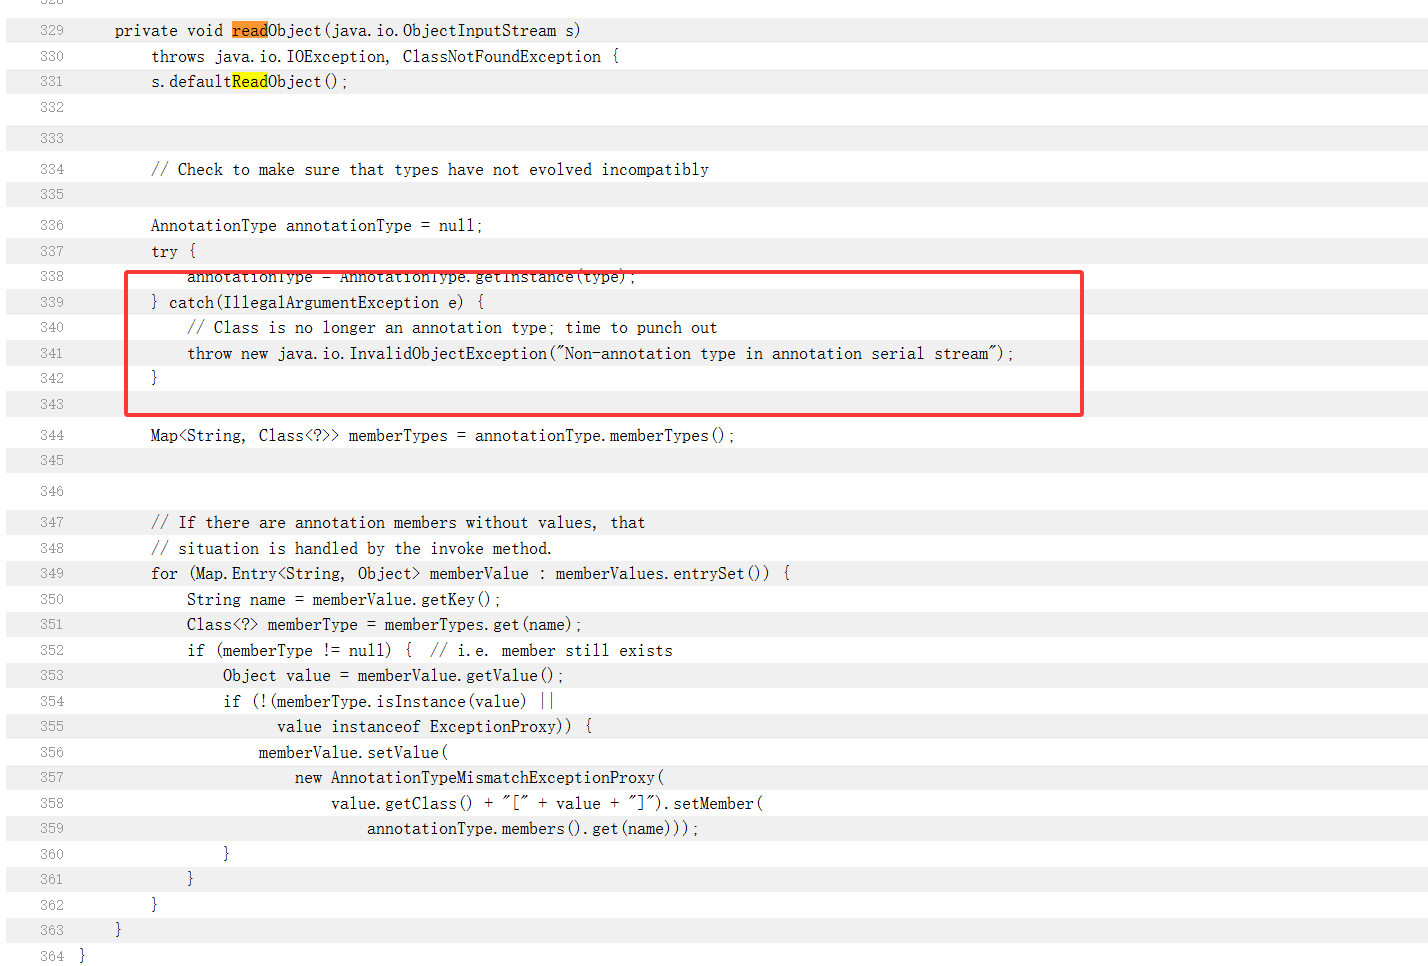 328
329 private void readObject(java.io.ObjectInputStream s)
330 throws java.io.IOException, ClassNotFoundException {
331 s.defaultReadObject();
332
333
334 // Check to make sure that types have not evolved incompatibly
335
336 AnnotationType annotationType = null;
337 try {
338 annotationType = AnnotationType.getInstance(type);
339 } catch(IllegalArgumentException e) {
340 // Class is no longer an annotation type; time to punch out
341 throw new java.io.InvalidObjectException("Non-annotation type in annotation serial stream");
342 }
343
344 Map<String, Class<?>> memberTypes = annotationType.memberTypes();
345
346
347 // If there are annotation members without values, that
348 // situation is handled by the invoke method.
349 for (Map.Entry<String, Object> memberValue : memberValues.entrySet()) {
350 String name = memberValue.getKey();
351 Class<?> memberType = memberTypes.get(name);
352 if (memberType != null) { // i.e. member still exists
353 Object value = memberValue.getValue();
354 if (!(memberType.isInstance(value) ||
355 value instanceof ExceptionProxy)) {
356 memberValue.setValue(
357 new AnnotationTypeMismatchExceptionProxy(
358 value.getClass() + "[" + value + "]").setMember(
359 annotationType.members().get(name)));
360 }
361 }
362 }
363 }
364 }